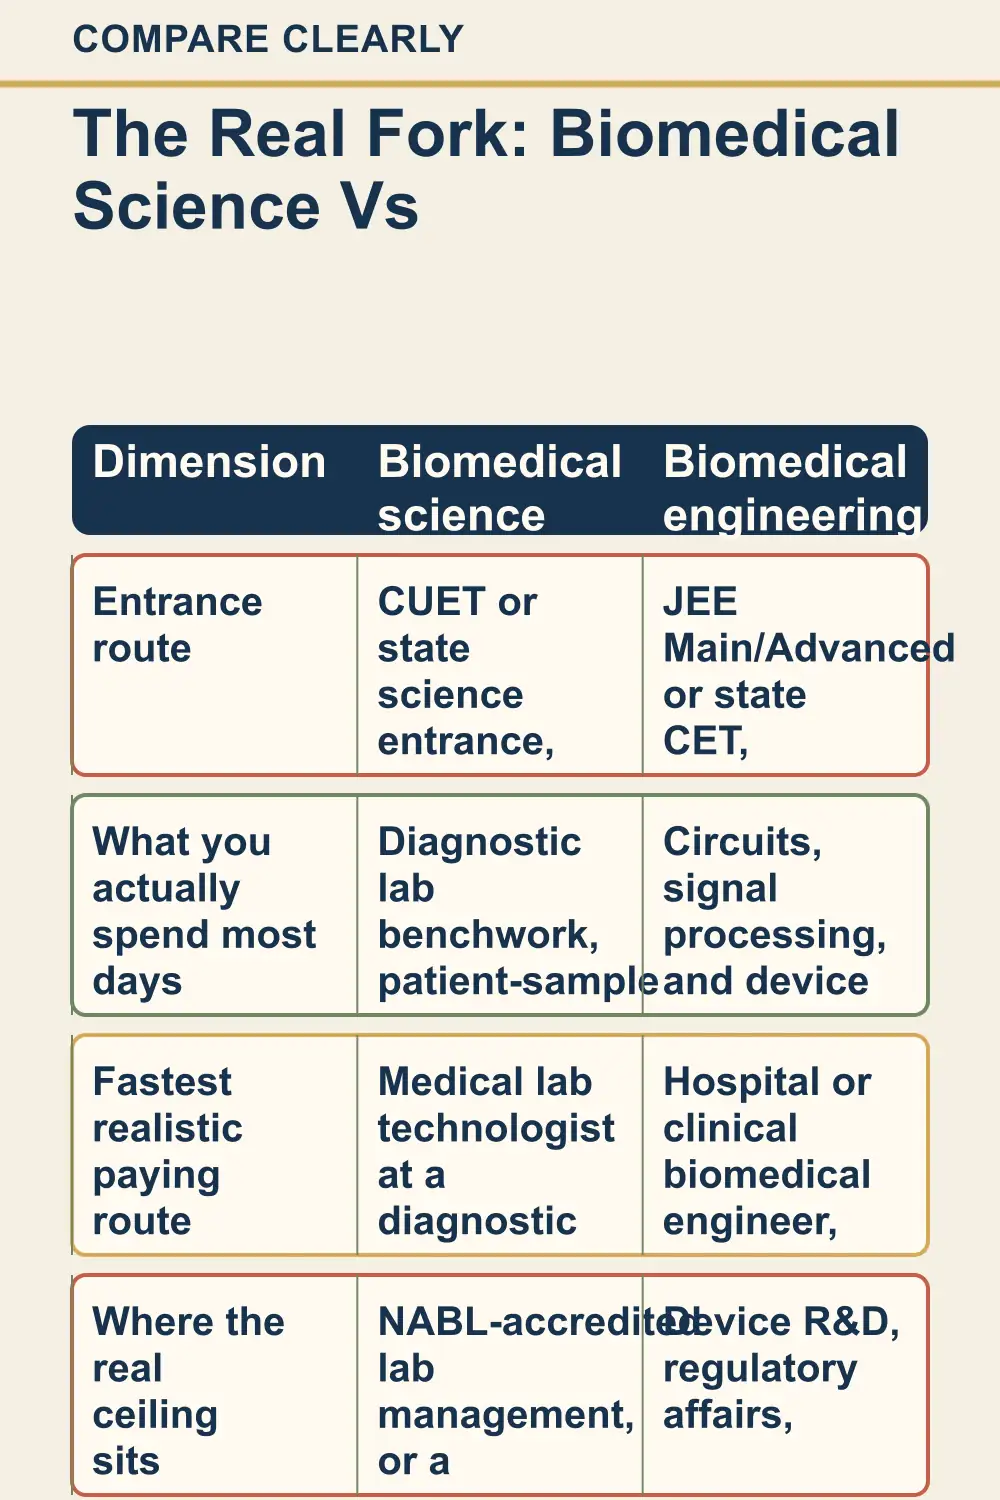 COMPARE CLEARLY
The Real Fork: Biomedical
Science Vs
Dimension
Biomedical
science
Biomedical
engineering
Entrance
route
CUET or
state
science
entrance,
JEE
Main/Advanced
or state
CET,
What you
actually
spend most
days
Diagnostic
lab
benchwork,
patient-sample
Circuits,
signal
processing,
and device
Fastest
realistic
paying
route
Medical lab
technologist
at a
diagnostic
Hospital or
clinical
biomedical
engineer,
Where the
real
ceiling
sits
NABL-accredited
lab
management,
or a
Device R&D,
regulatory
affairs,